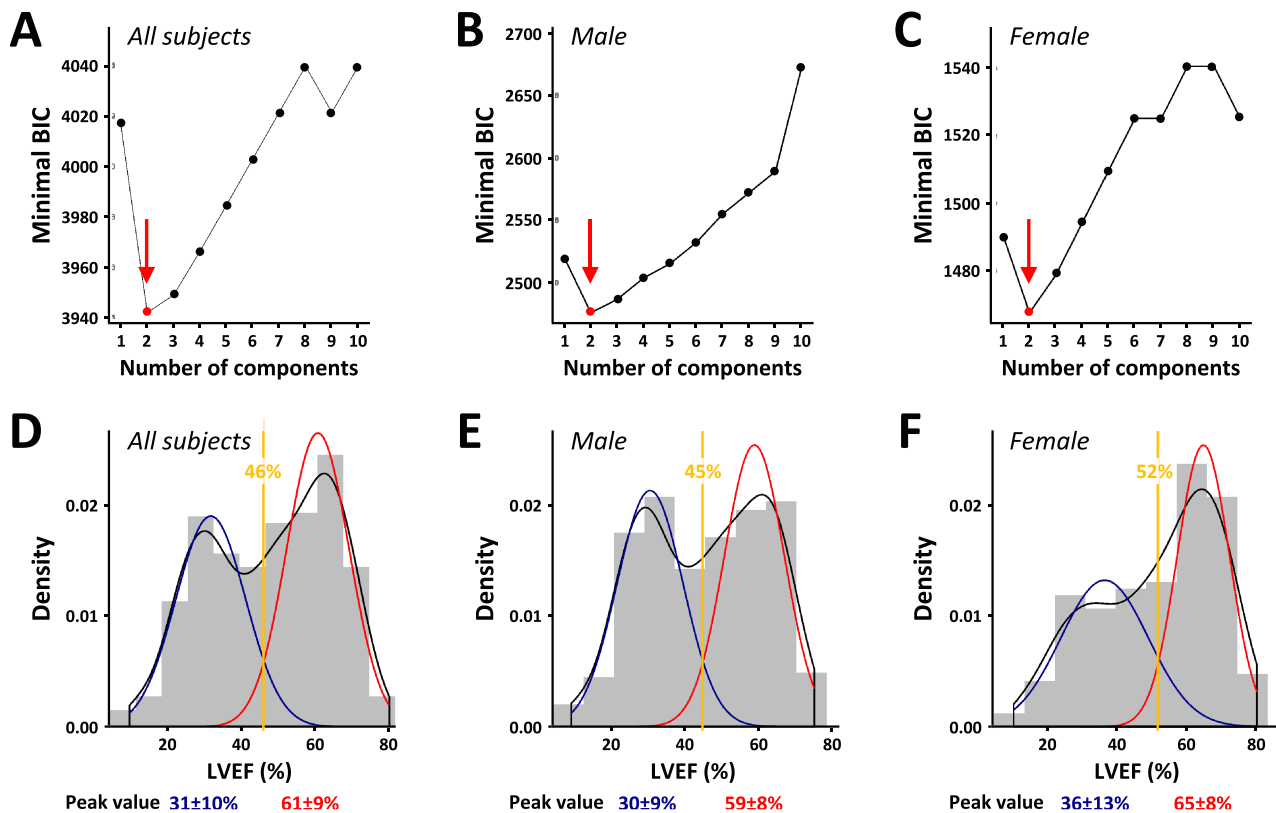 A
All subjects
Minimal BIC
4040
4020
4000
3980
3960
3940
1 2 3 4 5 6 7 8 9 10
Number of components
B
Male
Minimal BIC
2700
2650
2600
2550
2500
1 2 3 4 5 6 7 8 9 10
Number of components
C
Female
Minimal BIC
1540
1520
1500
1480
1 2 3 4 5 6 7 8 9 10
Number of components
D
All subjects
46%
Density
0.02
0.01
0.00
20 40 60 80
LVEF (%)
Peak value 31±10% 61±9%
E
Male
45%
Density
0.02
0.01
0.00
20 40 60 80
LVEF (%)
30±9% 59±8%
F
Female
52%
Density
0.02
0.01
0.00
20 40 60 80
LVEF (%)
Peak value 36±13% 65±8%